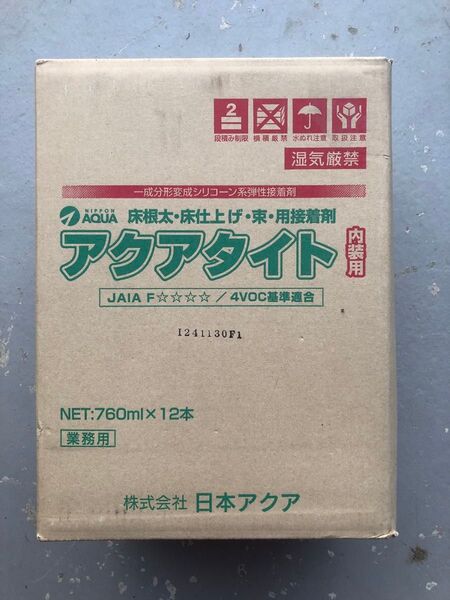 2
段積み制限 横積厳禁 水ぬれ注意 取扱注意
湿気厳禁
一成分形変成シリコーン系弾性接着剤
NIPPON AQUA 床根太・床仕上げ・束・用接着剤
アクアタイト 内装用
JAIA F☆☆☆☆ / 4VOC基準適合
I241130F1
NET:760ml×12本
業務用
株式会社 日本アクア